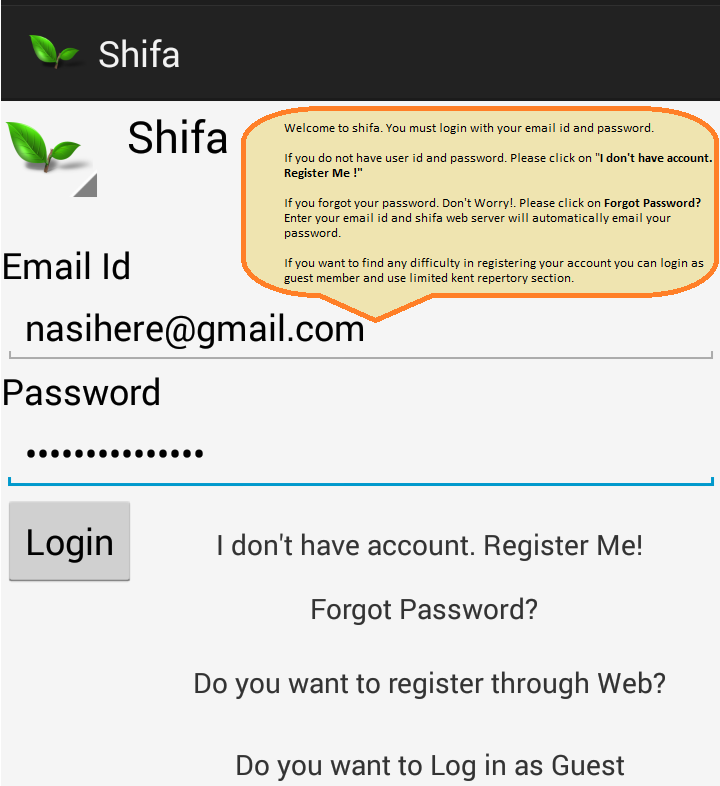 Shifa
Shifa
Welcome to shifa. You must login with your email id and password.
If you do not have user id and password. Please click on "I don't have account.
Register Me !"
If you forgot your password. Don't Worry!. Please click on Forgot Password?
Enter your email id and shifa web server will automatically email your
password.
If you want to find any difficulty in registering your account you can login as
guest member and use limited kent repertory section.
Email Id
nasihere@gmail.com
Password
•••••••••••••••
Login
I don't have account. Register Me!
Forgot Password?
Do you want to register through Web?
Do you want to Log in as Guest